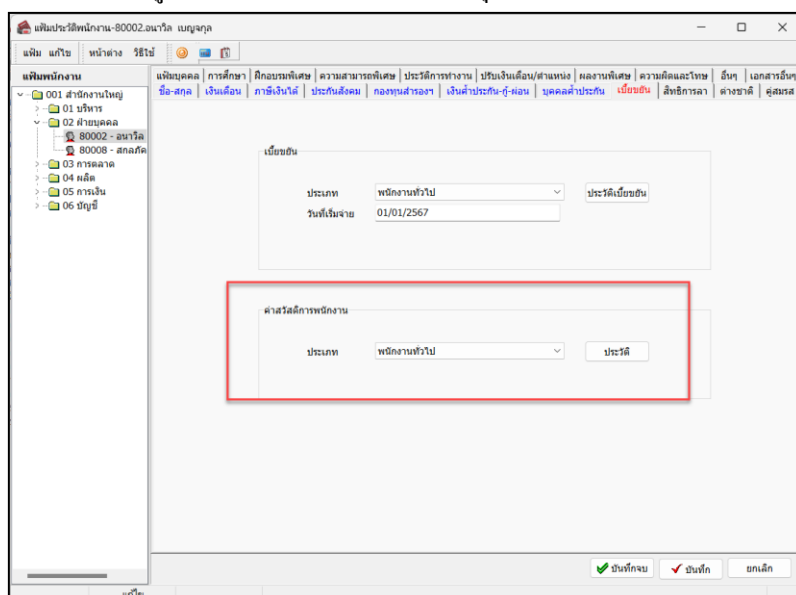 แฟ้มประวัติพนักงาน-80002.อนาวิล เบญจกุล
แฟ้ม แก้ไข หน้าต่าง วิธีใช้
แฟ้มพนักงาน
001 สำนักงานใหญ่
01 บริหาร
02 ฝ่ายบุคคล
80002 - อนาวิล
80008 - สกลภัค
03 การตลาด
04 ผลิต
05 การเงิน
06 บัญชี
แฟ้มบุคคล การศึกษา ฝึกอบรมพิเศษ ความสามารถพิเศษ ประวัติการทำงาน ปรับเงินเดือน/ตำแหน่ง ผลงานพิเศษ ความผิดและโทษ อื่นๆ เอกสารอื่นๆ
ชื่อ-สกุล เงินเดือน ภาษีเงินได้ ประกันสังคม กองทุนสำรองฯ เงินค้ำประกัน-กู้-ผ่อน บุคคลค้ำประกัน เบี้ยขยัน สิทธิการลา ต่างชาติ คู่สมรส
เบี้ยขยัน
ประเภท พนักงานทั่วไป ประวัติเบี้ยขยัน
วันที่เริ่มจ่าย 01/01/2567
ค่าสวัสดิการพนักงาน
ประเภท พนักงานทั่วไป ประวัติ
บันทึกจบ บันทึก ยกเลิก
แก้ไข